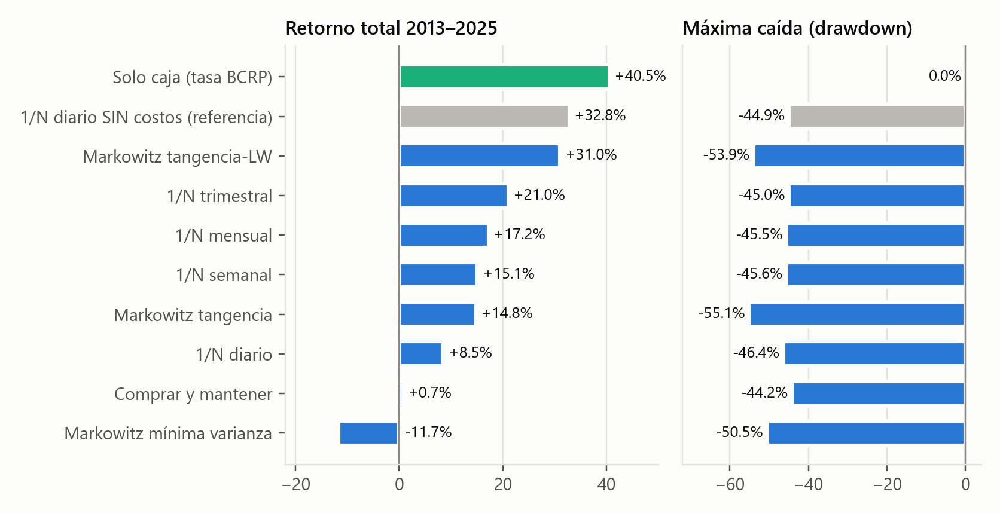 Retorno total 2013–2025
Máxima caída (drawdown)
Solo caja (tasa BCRP)
+40.5%
0.0%
1/N diario SIN costos (referencia)
+32.8%
-44.9%
Markowitz tangencia-LW
+31.0%
-53.9%
1/N trimestral
+21.0%
-45.0%
1/N mensual
+17.2%
-45.5%
1/N semanal
+15.1%
-45.6%
Markowitz tangencia
+14.8%
-55.1%
1/N diario
+8.5%
-46.4%
Comprar y mantener
+0.7%
-44.2%
Markowitz mínima varianza
-11.7%
-50.5%
−20 0 20 40
−60 −40 −20 0